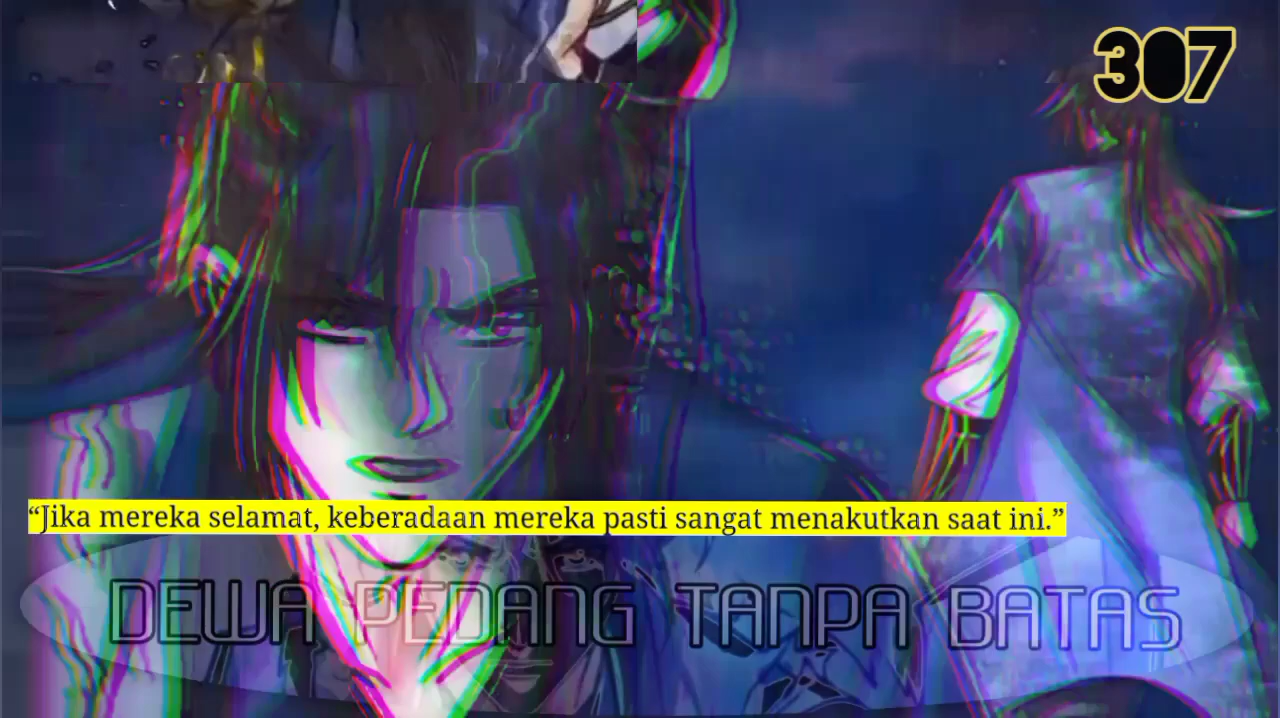 307
“Jika mereka selamat, keberadaan mereka pasti sangat menakutkan saat ini.”
DEWA PEDANG TANPA BATAS